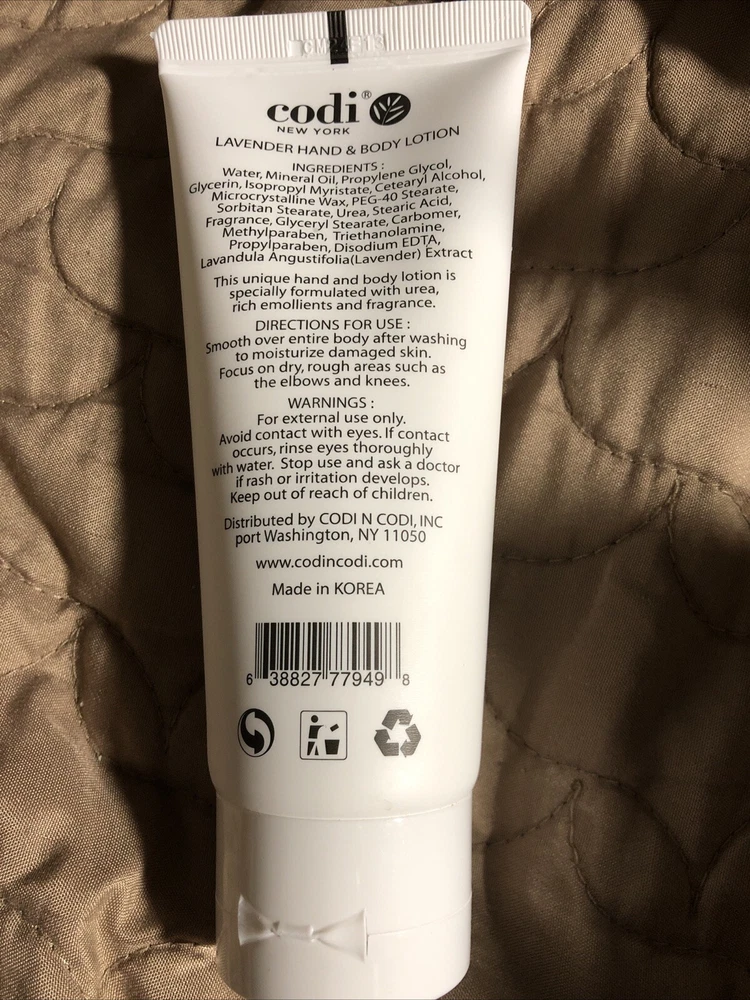 codi®
NEW YORK
LAVENDER HAND & BODY LOTION
INGREDIENTS :
Water, Mineral Oil, Propylene Glycol,
Glycerin, Isopropyl Myristate, Cetearyl Alcohol,
Microcrystalline Wax, PEG-40 Stearate,
Sorbitan Stearate, Urea, Stearic Acid,
Fragrance, Glyceryl Stearate, Carbomer,
Methylparaben, Triethanolamine,
Propylparaben, Disodium EDTA,
Lavandula Angustifolia(Lavender) Extract
This unique hand and body lotion is
specially formulated with urea,
rich emollients and fragrance.
DIRECTIONS FOR USE :
Smooth over entire body after washing
to moisturize damaged skin.
Focus on dry, rough areas such as
the elbows and knees.
WARNINGS :
For external use only.
Avoid contact with eyes. If contact
occurs, rinse eyes thoroughly
with water. Stop use and ask a doctor
if rash or irritation develops.
Keep out of reach of children.
Distributed by CODI N CODI, INC
port Washington, NY 11050
www.codincodi.com
Made in KOREA
6 38827 77949 8